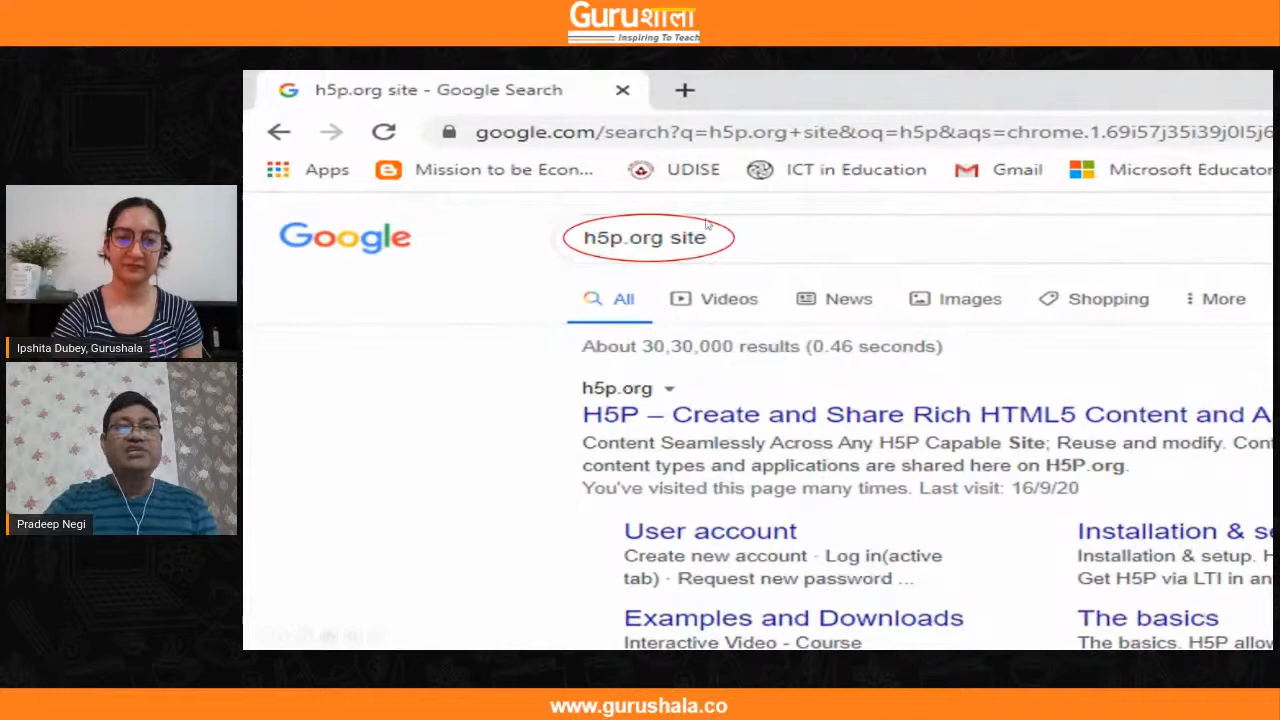 Guruशाला
Inspiring To Teach
h5p.org site - Google Search
google.com/search?q=h5p.org+site&oq=h5p&aqs=chrome.1.69i57j35i39j0l5j6
Apps
Mission to be Econ...
UDISE
ICT in Education
Gmail
Microsoft Educator
Google
h5p.org site
All
Videos
News
Images
Shopping
More
About 30,30,000 results (0.46 seconds)
h5p.org
H5P – Create and Share Rich HTML5 Content and A
Content Seamlessly Across Any H5P Capable Site; Reuse and modify. Cont
content types and applications are shared here on H5P.org.
You've visited this page many times. Last visit: 16/9/20
User account
Create new account · Log in(active
tab) · Request new password ...
Installation & s
Installation & setup. H
Get H5P via LTI in an
Examples and Downloads
Interactive Video - Course
The basics
The basics. H5P allow
Ipshita Dubey, Gurushala
Pradeep Negi
www.gurushala.co